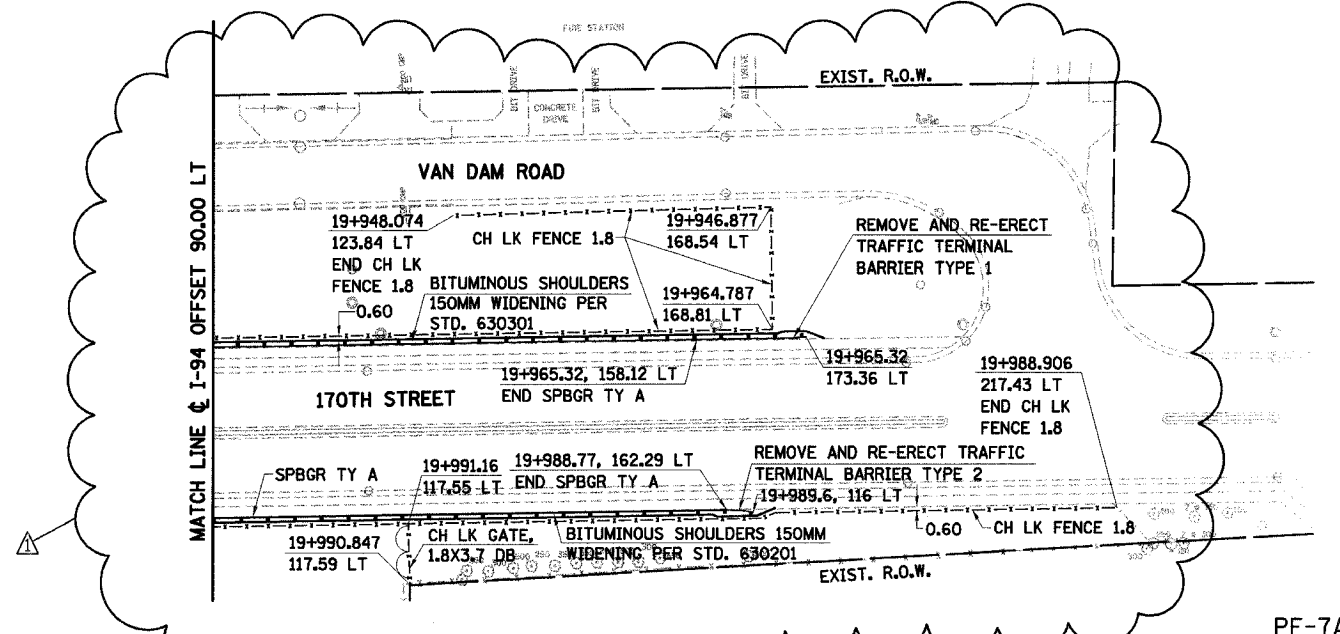 FIRE STATION
EXIST. R.O.W.
BIT DRIVE
CONCRETE
DRIVE
BIT DRIVE
BIT DRIVE
VAN DAM ROAD
19+948.074
123.84 LT
END CH LK
FENCE 1.8
CH LK FENCE 1.8
19+946.877
168.54 LT
REMOVE AND RE-ERECT
TRAFFIC TERMINAL
BARRIER TYPE 1
BITUMINOUS SHOULDERS
150MM WIDENING PER
STD. 630301
0.60
19+964.787
168.81 LT
MATCH LINE ℄ I-94 OFFSET 90.00 LT
19+965.32, 158.12 LT
END SPBGR TY A
19+965.32
173.36 LT
19+988.906
217.43 LT
END CH LK
FENCE 1.8
170TH STREET
SPBGR TY A
19+991.16
117.55 LT
19+988.77, 162.29 LT
END SPBGR TY A
REMOVE AND RE-ERECT TRAFFIC
TERMINAL BARRIER TYPE 2
19+989.6, 116 LT
0.60
CH LK FENCE 1.8
19+990.847
117.59 LT
CH LK GATE,
1.8X3.7 DB
BITUMINOUS SHOULDERS 150MM
WIDENING PER STD. 630201
EXIST. R.O.W.
1
PF-7A